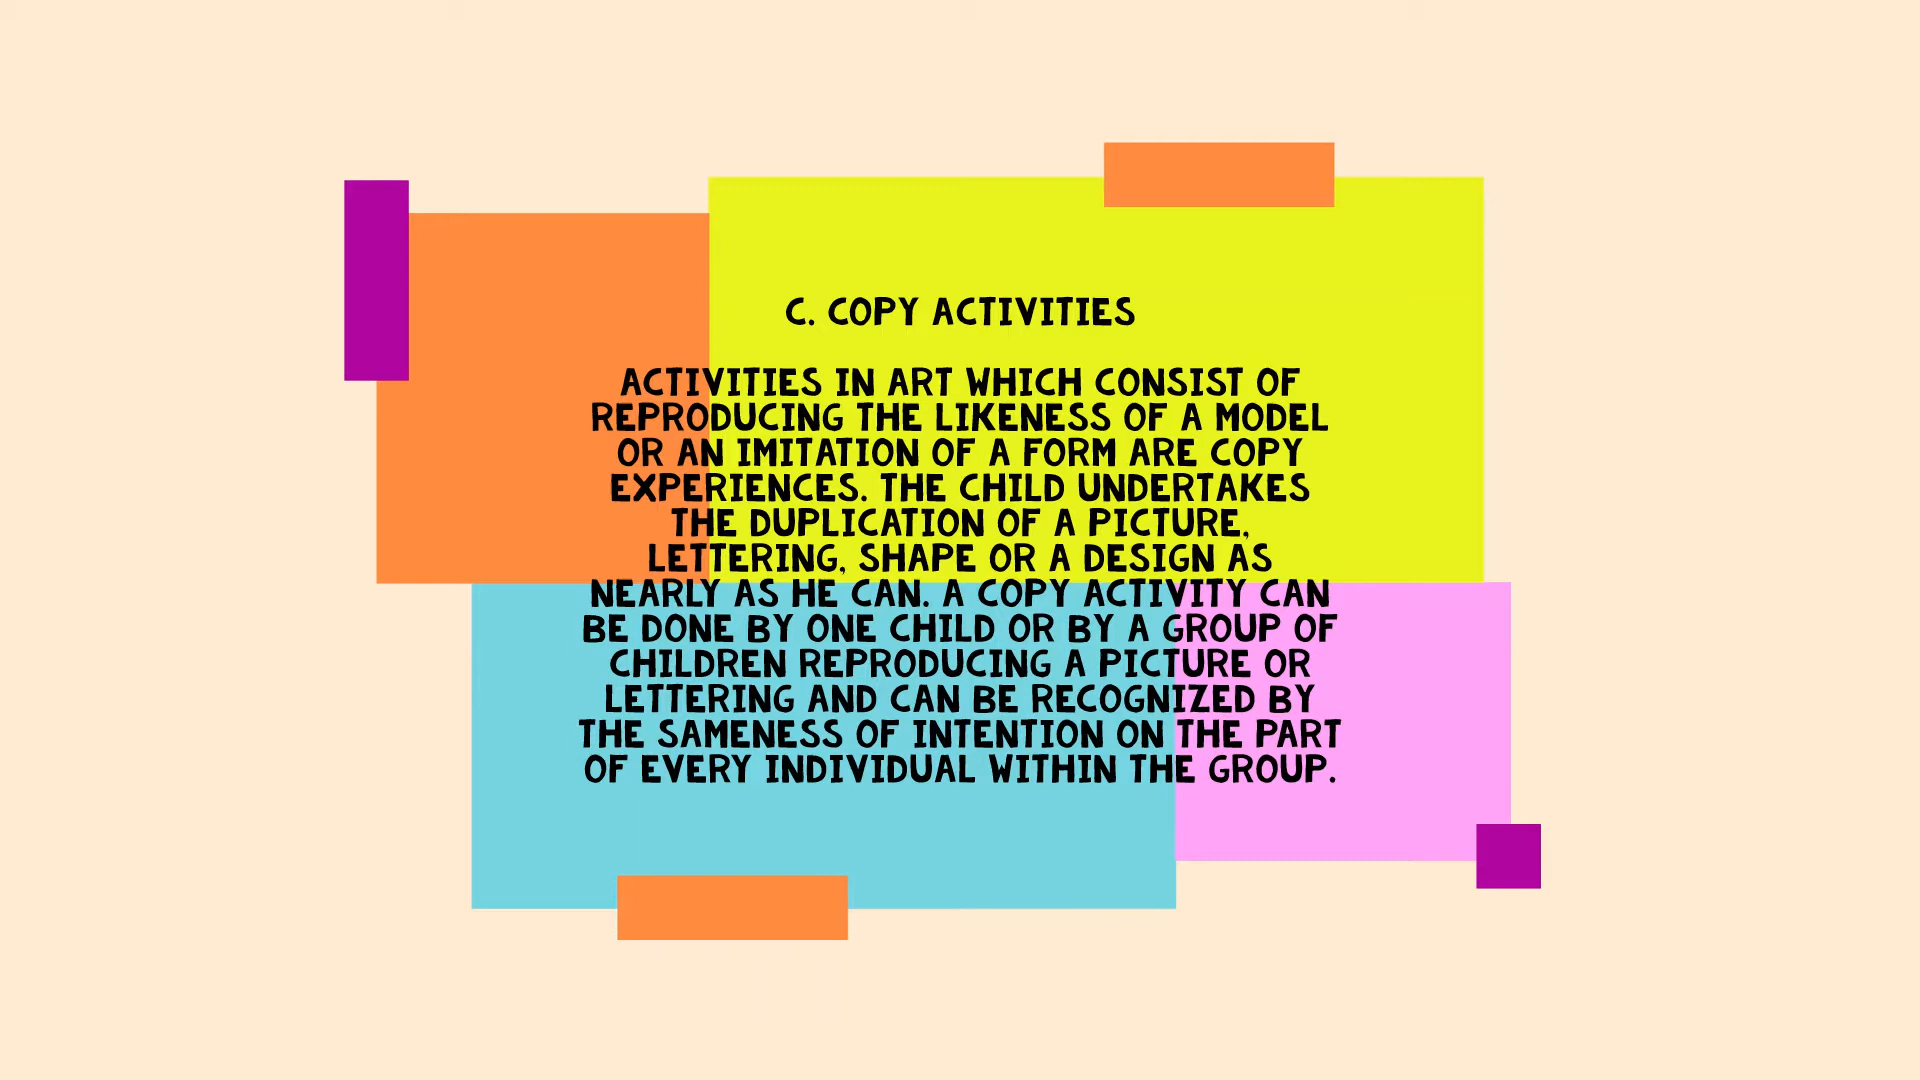 C. COPY ACTIVITIES
ACTIVITIES IN ART WHICH CONSIST OF
REPRODUCING THE LIKENESS OF A MODEL
OR AN IMITATION OF A FORM ARE COPY
EXPERIENCES. THE CHILD UNDERTAKES
THE DUPLICATION OF A PICTURE,
LETTERING, SHAPE OR A DESIGN AS
NEARLY AS HE CAN. A COPY ACTIVITY CAN
BE DONE BY ONE CHILD OR BY A GROUP OF
CHILDREN REPRODUCING A PICTURE OR
LETTERING AND CAN BE RECOGNIZED BY
THE SAMENESS OF INTENTION ON THE PART
OF EVERY INDIVIDUAL WITHIN THE GROUP.